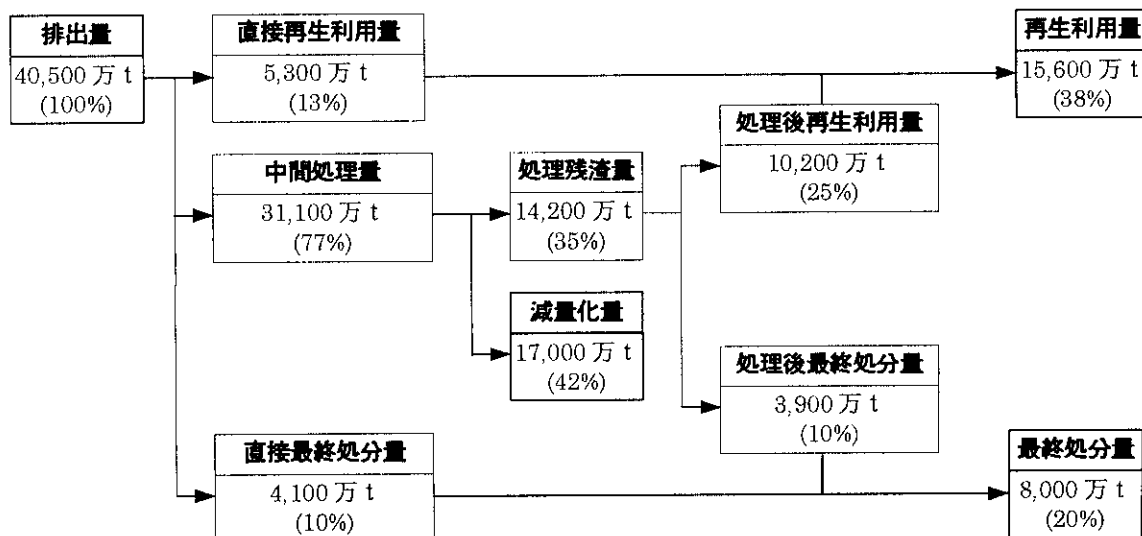 排出量
40,500 万 t
(100%)
直接再生利用量
5,300 万 t
(13%)
再生利用量
15,600 万 t
(38%)
処理後再生利用量
10,200 万 t
(25%)
中間処理量
31,100 万 t
(77%)
処理残渣量
14,200 万 t
(35%)
減量化量
17,000 万 t
(42%)
処理後最終処分量
3,900 万 t
(10%)
直接最終処分量
4,100 万 t
(10%)
最終処分量
8,000 万 t
(20%)